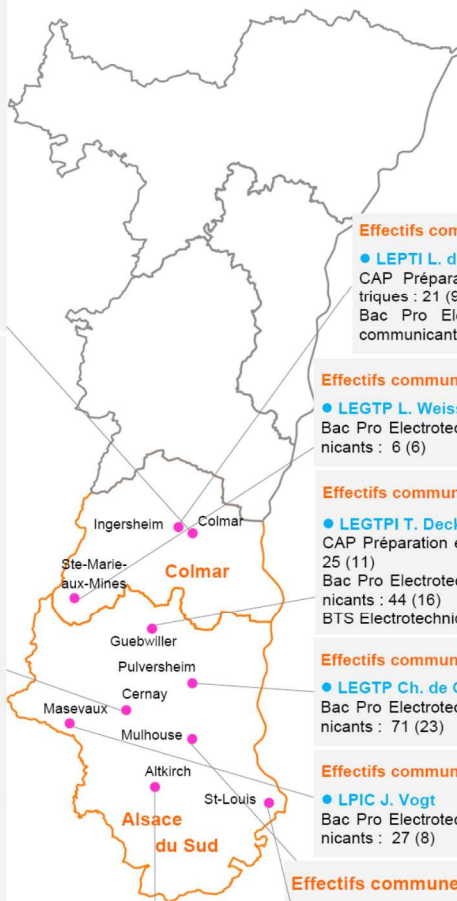 Effectifs com
● LEPTI L. d
CAP Prépara
triques : 21 (9
Bac Pro El
communicant
Effectifs commun
● LEGTP L. Weiss
Bac Pro Electrotec
nicants : 6 (6)
Effectifs commun
● LEGTPI T. Deck
CAP Préparation e
25 (11)
Bac Pro Electrotec
nicants : 44 (16)
BTS Electrotechnic
Effectifs commun
● LEGTP Ch. de G
Bac Pro Electrotec
nicants : 71 (23)
Effectifs commun
● LPIC J. Vogt
Bac Pro Electrotec
nicants : 27 (8)
Effectifs commune
Ingersheim
Colmar
Ste-Marie-
aux-Mines
Colmar
Guebwiller
Pulversheim
Cernay
Masevaux
Mulhouse
Altkirch
St-Louis
Alsace
du Sud